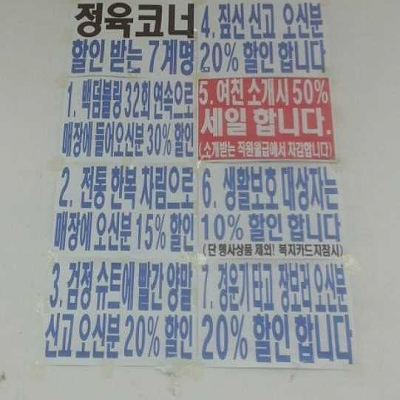 정육코너
할인 받는 7계명
1. 백덤블링 32회 연속으로
매장에 들어오신분 30% 할인
2. 전통 한복 차림으로
매장에 오신분 15% 할인
3. 검정 슈트에 빨간 양말
신고 오신분 20% 할인
4. 짚신 신고 오신분
20% 할인 합니다
5. 여친 소개시 50%
세일 합니다.
(소개받는 직원월급에서 차감합니다)
6. 생활보호 대상자는
10% 할인 합니다
(단 행사상품 제외! 복지카드지참시)
7. 경운기 타고 장보러 오신분
20% 할인 합니다